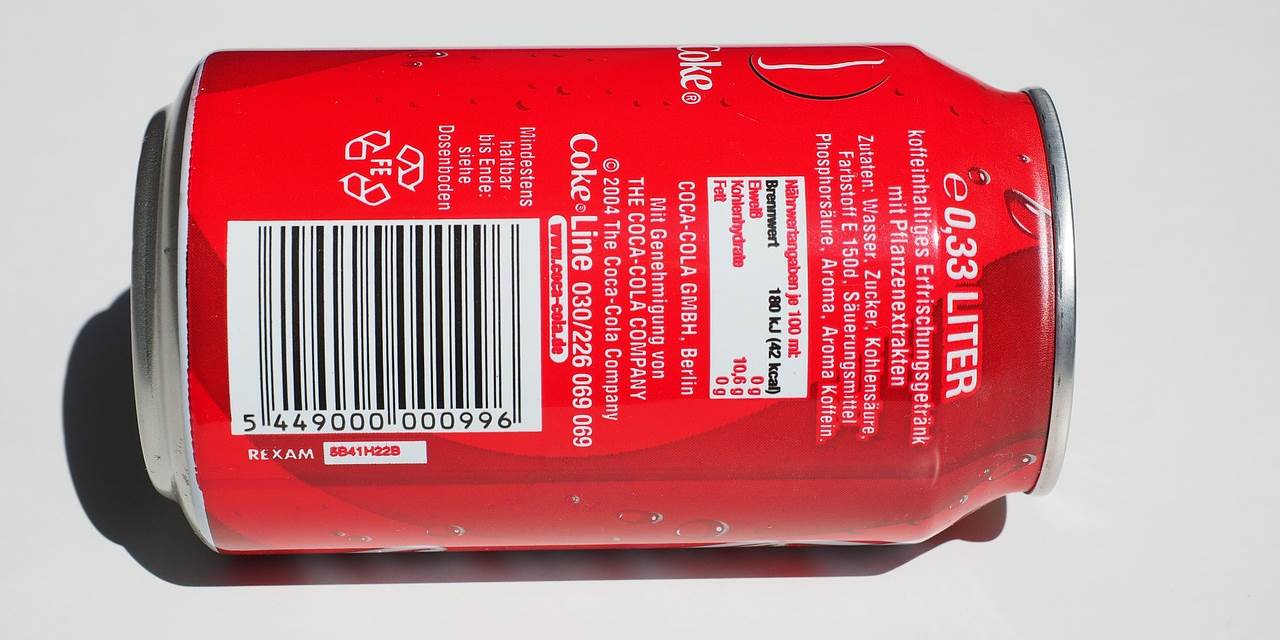 Coke®
e 0,33 LITER
koffeinhaltiges Erfrischungsgetränk
mit Pflanzenextrakten
Zutaten: Wasser, Zucker, Kohlensäure,
Farbstoff E 150d, Säuerungsmittel
Phosphorsäure, Aroma, Aroma Koffein.
Nährwertangaben je 100 ml:
Brennwert 180 kJ (42 kcal)
Eiweiß 0 g
Kohlenhydrate 10,6 g
Fett 0 g
COCA-COLA GMBH, Berlin
Mit Genehmigung von
THE COCA-COLA COMPANY
© 2004 The Coca-Cola Company
Coke® Line 030/226 069 069
www.coca-cola.de
Mindestens
haltbar
bis Ende:
siehe
Dosenboden
FE
5 449000 000996
REXAM 5B41H22B